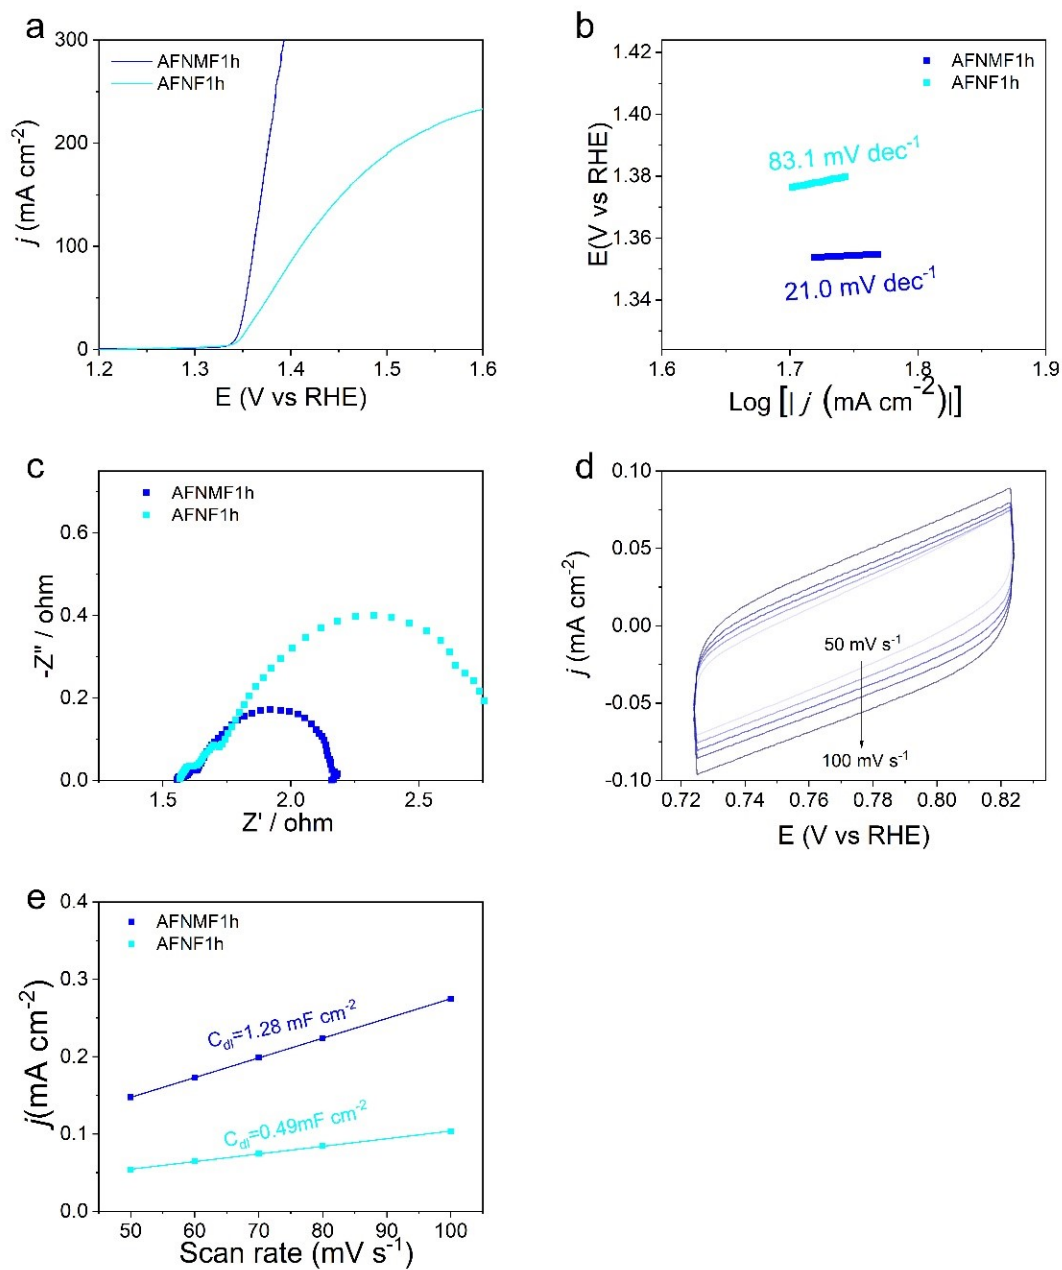 a
300
200
100
0
j (mA cm⁻²)
AFNMF1h
AFNF1h
1.2 1.3 1.4 1.5 1.6
E (V vs RHE)
b
1.42
1.40
1.38
1.36
1.34
E(V vs RHE)
AFNMF1h
AFNF1h
83.1 mV dec⁻¹
21.0 mV dec⁻¹
1.6 1.7 1.8 1.9
Log [| j (mA cm⁻²)|]
c
0.6
0.4
0.2
0.0
-Z" / ohm
AFNMF1h
AFNF1h
1.5 2.0 2.5
Z' / ohm
d
0.10
0.05
0.00
-0.05
-0.10
j (mA cm⁻²)
50 mV s⁻¹
100 mV s⁻¹
0.72 0.74 0.76 0.78 0.80 0.82
E (V vs RHE)
e
0.4
0.3
0.2
0.1
0.0
j(mA cm⁻²)
AFNMF1h
AFNF1h
C_dl=1.28 mF cm⁻²
C_dl=0.49mF cm⁻²
50 60 70 80 90 100
Scan rate (mV s⁻¹)